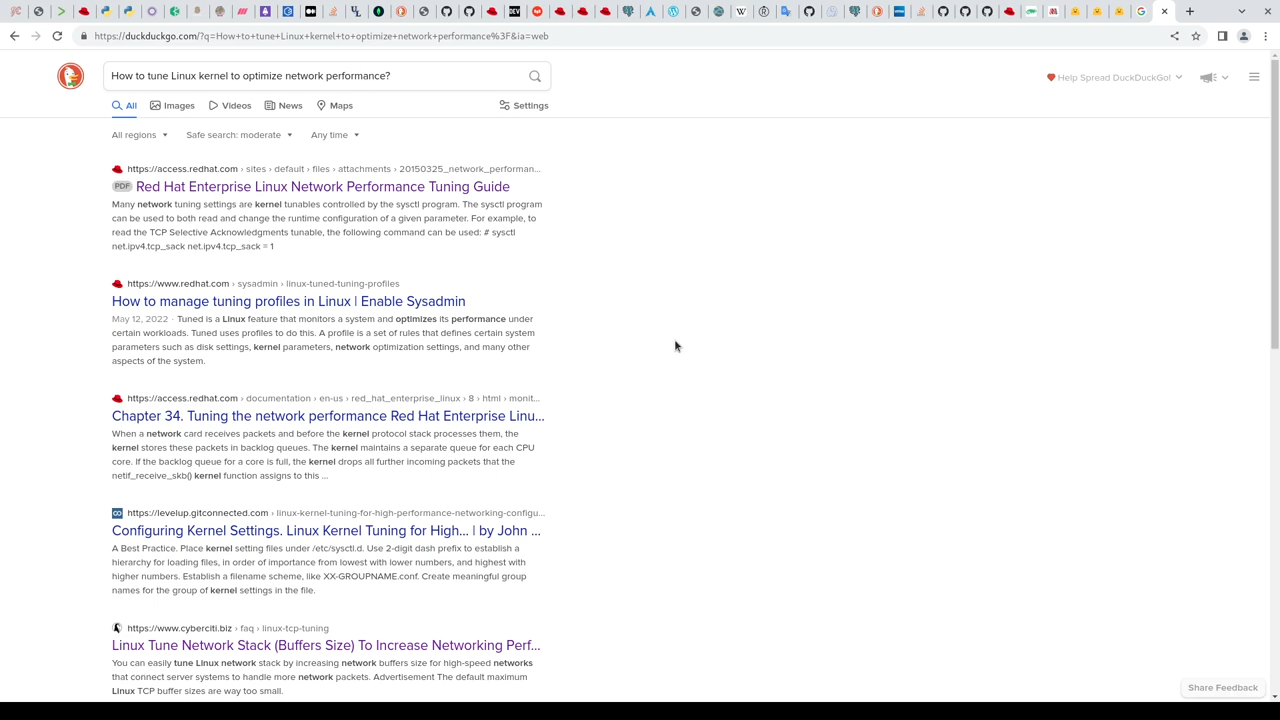 https://duckduckgo.com/?q=How+to+tune+Linux+kernel+to+optimize+network+performance%3F&ia=web
How to tune Linux kernel to optimize network performance?
Help Spread DuckDuckGo!
All
Images
Videos
News
Maps
Settings
All regions
Safe search: moderate
Any time
https://access.redhat.com › sites › default › files › attachments › 20150325_network_performan...
PDF Red Hat Enterprise Linux Network Performance Tuning Guide
Many network tuning settings are kernel tunables controlled by the sysctl program. The sysctl
program can be used to both read and change the runtime configuration of a given parameter. For example, to
read the TCP Selective Acknowledgments tunable, the following command can be used: # sysctl
net.ipv4.tcp_sack net.ipv4.tcp_sack = 1
https://www.redhat.com › sysadmin › linux-tuned-tuning-profiles
How to manage tuning profiles in Linux | Enable Sysadmin
May 12, 2022 · Tuned is a Linux feature that monitors a system and optimizes its performance under
certain workloads. Tuned uses profiles to do this. A profile is a set of rules that defines certain system
parameters such as disk settings, kernel parameters, network optimization settings, and many other
aspects of the system.
https://access.redhat.com › documentation › en-us › red_hat_enterprise_linux › 8 › html › monit...
Chapter 34. Tuning the network performance Red Hat Enterprise Linu...
When a network card receives packets and before the kernel protocol stack processes them, the
kernel stores these packets in backlog queues. The kernel maintains a separate queue for each CPU
core. If the backlog queue for a core is full, the kernel drops all further incoming packets that the
netif_receive_skb() kernel function assigns to this ...
https://levelup.gitconnected.com › linux-kernel-tuning-for-high-performance-networking-configu...
Configuring Kernel Settings. Linux Kernel Tuning for High... | by John ...
A Best Practice. Place kernel setting files under /etc/sysctl.d. Use 2-digit dash prefix to establish a
hierarchy for loading files, in order of importance from lowest with lower numbers, and highest with
higher numbers. Establish a filename scheme, like XX-GROUPNAME.conf. Create meaningful group
names for the group of kernel settings in the file.
https://www.cyberciti.biz › faq › linux-tcp-tuning
Linux Tune Network Stack (Buffers Size) To Increase Networking Perf...
You can easily tune Linux network stack by increasing network buffers size for high-speed networks
that connect server systems to handle more network packets. Advertisement The default maximum
Linux TCP buffer sizes are way too small.
Share Feedback